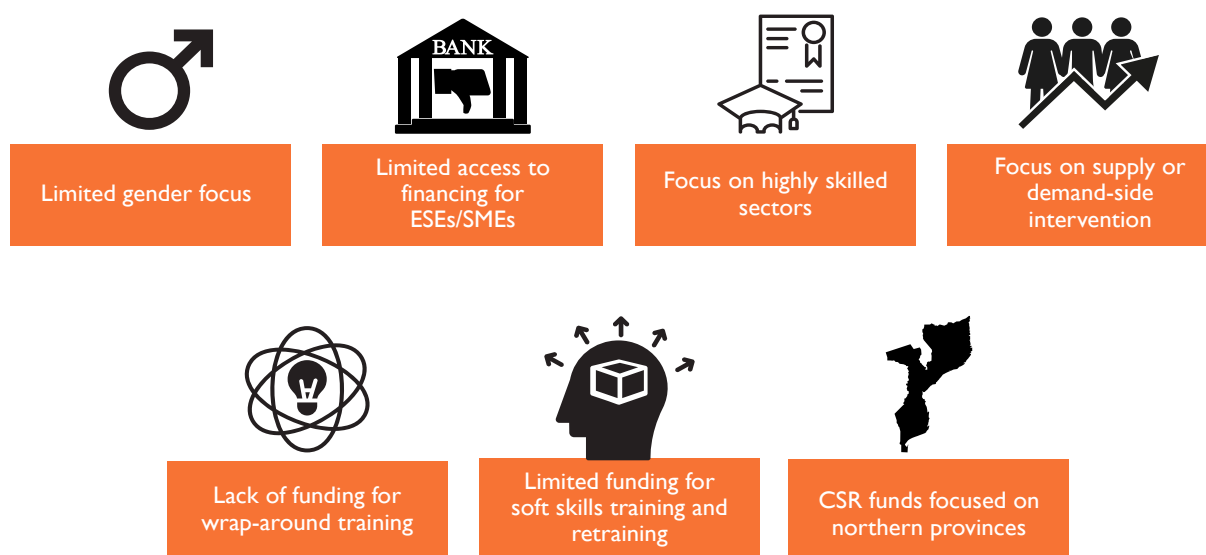 BANK
Limited gender focus
Limited access to
financing for
ESEs/SMEs
Focus on highly skilled
sectors
Focus on supply or
demand-side
intervention
Lack of funding for
wrap-around training
Limited funding for
soft skills training and
retraining
CSR funds focused on
northern provinces